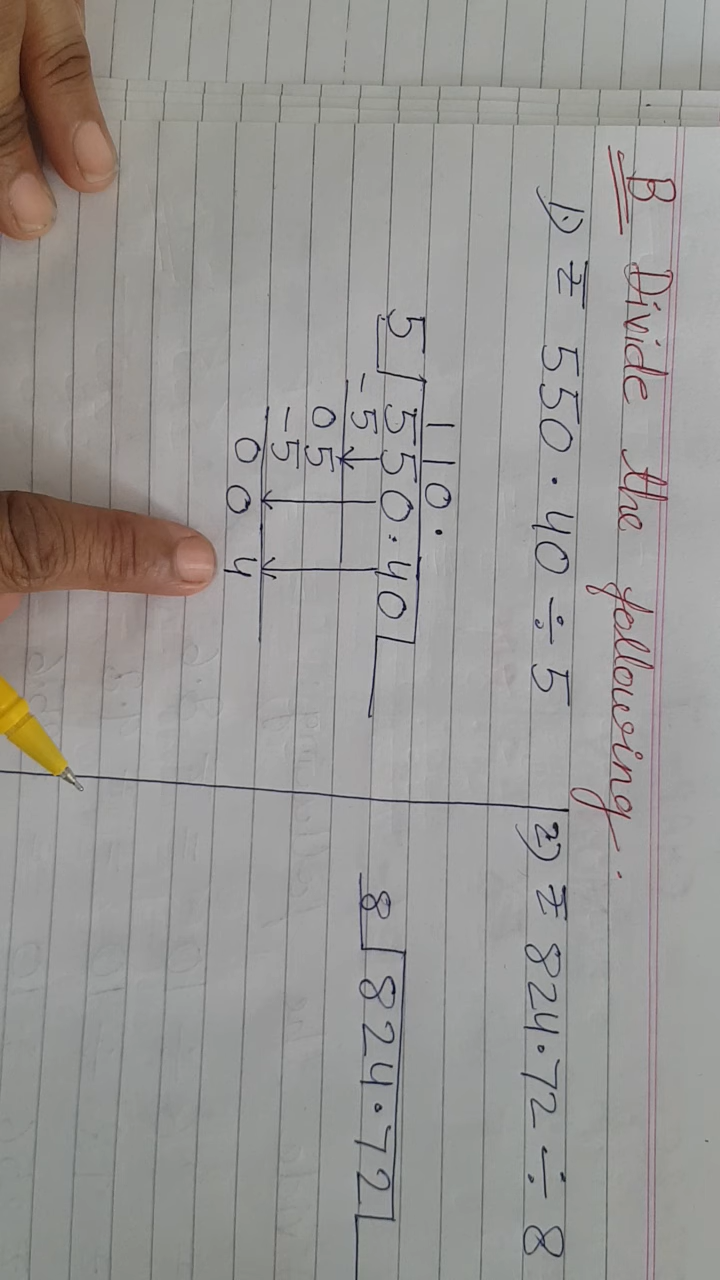 B Divide the following.
1) ₹ 550.40 ÷ 5
110.
5 550.40
-5
05
-5
00 4
2) ₹ 824.72 ÷ 8
8 824.72